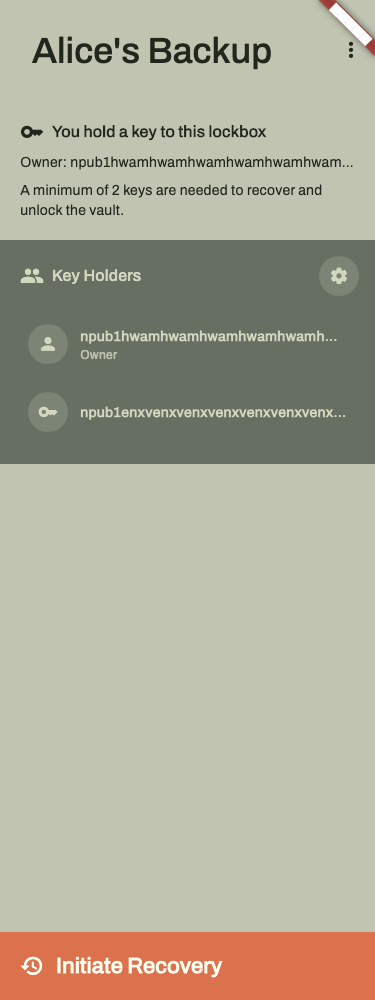 Alice's Backup
You hold a key to this lockbox
Owner: npub1hwamhwamhwamhwamhwamhwam...
A minimum of 2 keys are needed to recover and
unlock the vault.
Key Holders
npub1hwamhwamhwamhwamhwamh...
Owner
npub1enxvenxvenxvenxvenxvenxvenx...
Initiate Recovery